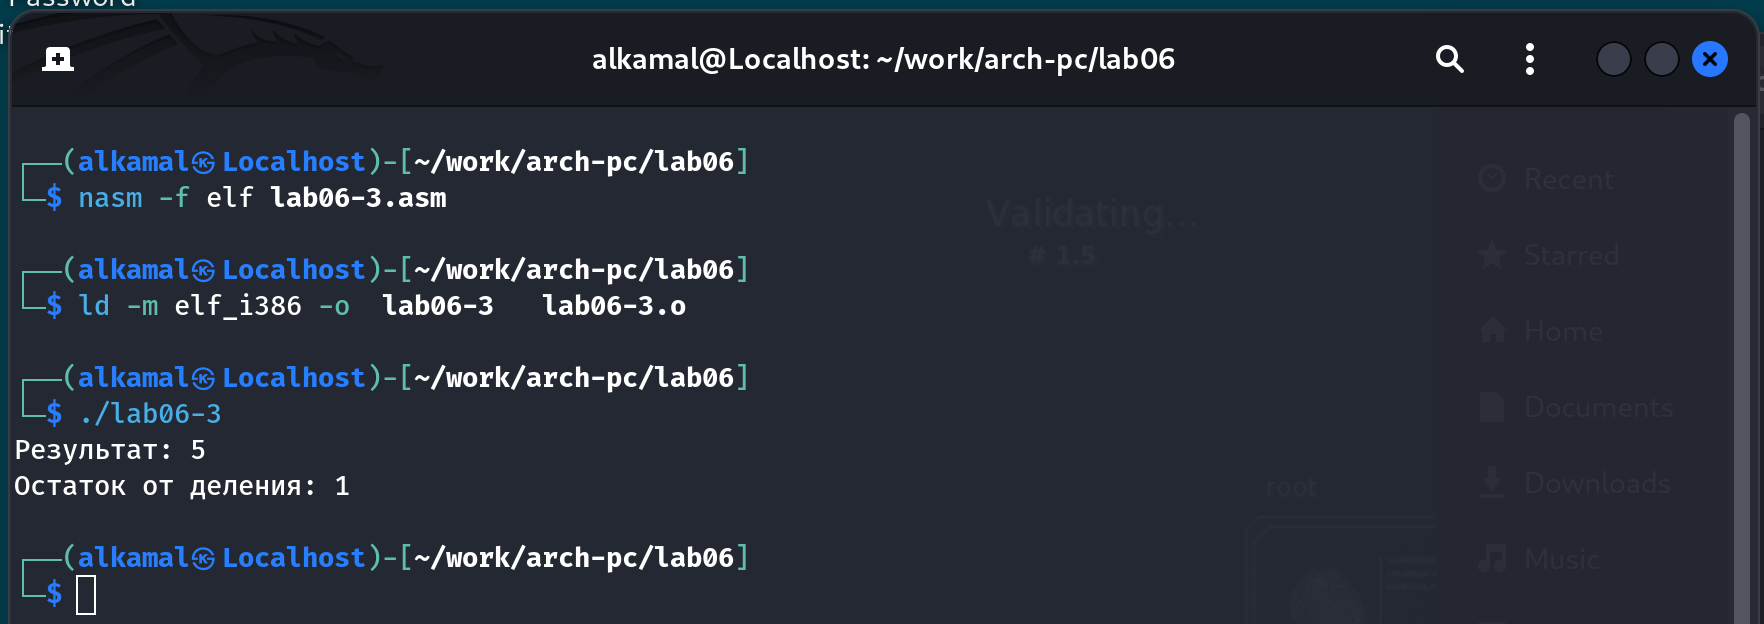 Password
alkamal@Localhost: ~/work/arch-pc/lab06
(alkamal㉿Localhost)-[~/work/arch-pc/lab06]
$ nasm -f elf lab06-3.asm
(alkamal㉿Localhost)-[~/work/arch-pc/lab06]
$ ld -m elf_i386 -o  lab06-3   lab06-3.o
(alkamal㉿Localhost)-[~/work/arch-pc/lab06]
$ ./lab06-3
Результат: 5
Остаток от деления: 1
(alkamal㉿Localhost)-[~/work/arch-pc/lab06]
$
Validating...
# 1.5
root
Recent
Starred
Home
Documents
Downloads
Music